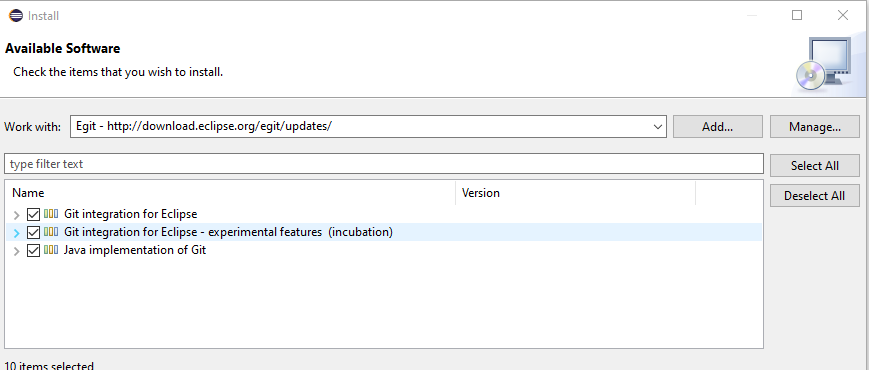 Install
Available Software
Check the items that you wish to install.
Work with: Egit - http://download.eclipse.org/egit/updates/ Add... Manage...
type filter text Select All
Name Version Deselect All
Git integration for Eclipse
Git integration for Eclipse - experimental features (incubation)
Java implementation of Git
10 items selected